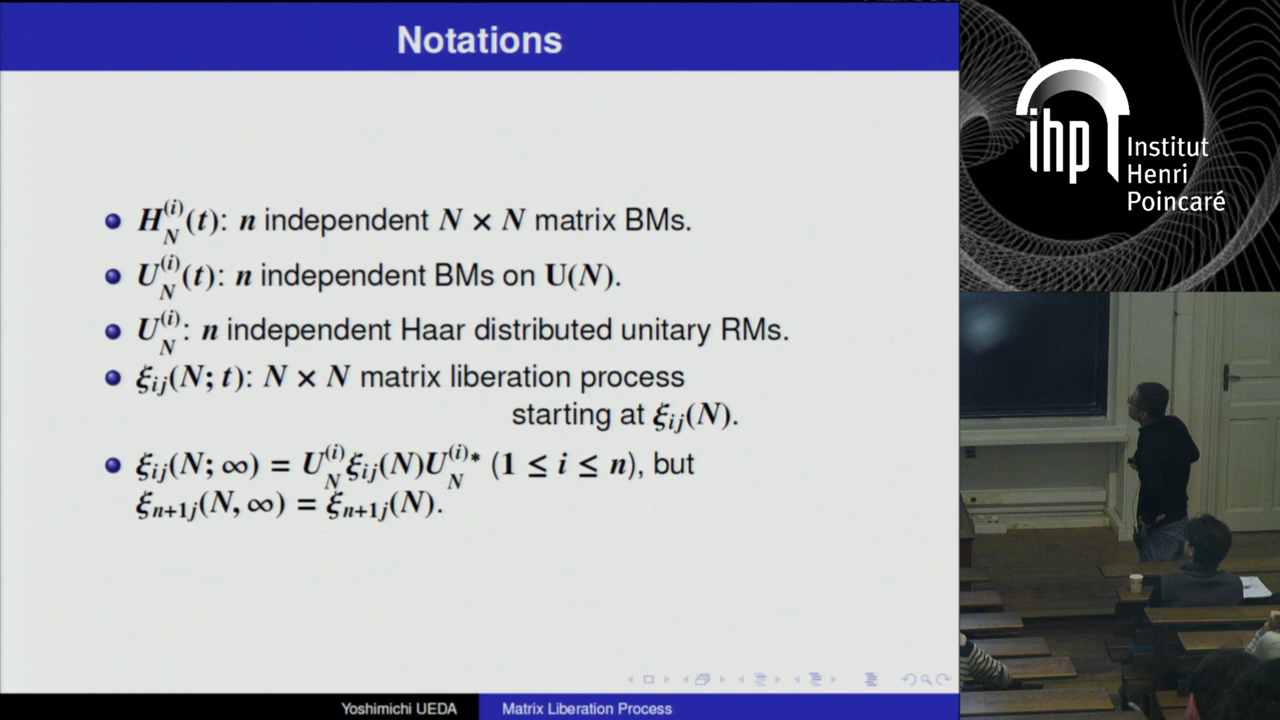 Notations
H_N^{(i)}(t): n independent N × N matrix BMs.
U_N^{(i)}(t): n independent BMs on U(N).
U_N^{(i)}: n independent Haar distributed unitary RMs.
ξ_{ij}(N; t): N × N matrix liberation process
starting at ξ_{ij}(N).
ξ_{ij}(N; ∞) = U_N^{(i)}ξ_{ij}(N)U_N^{(i)*} (1 ≤ i ≤ n), but
ξ_{n+1j}(N, ∞) = ξ_{n+1j}(N).
Yoshimichi UEDA
Matrix Liberation Process
ihp
Institut
Henri
Poincaré